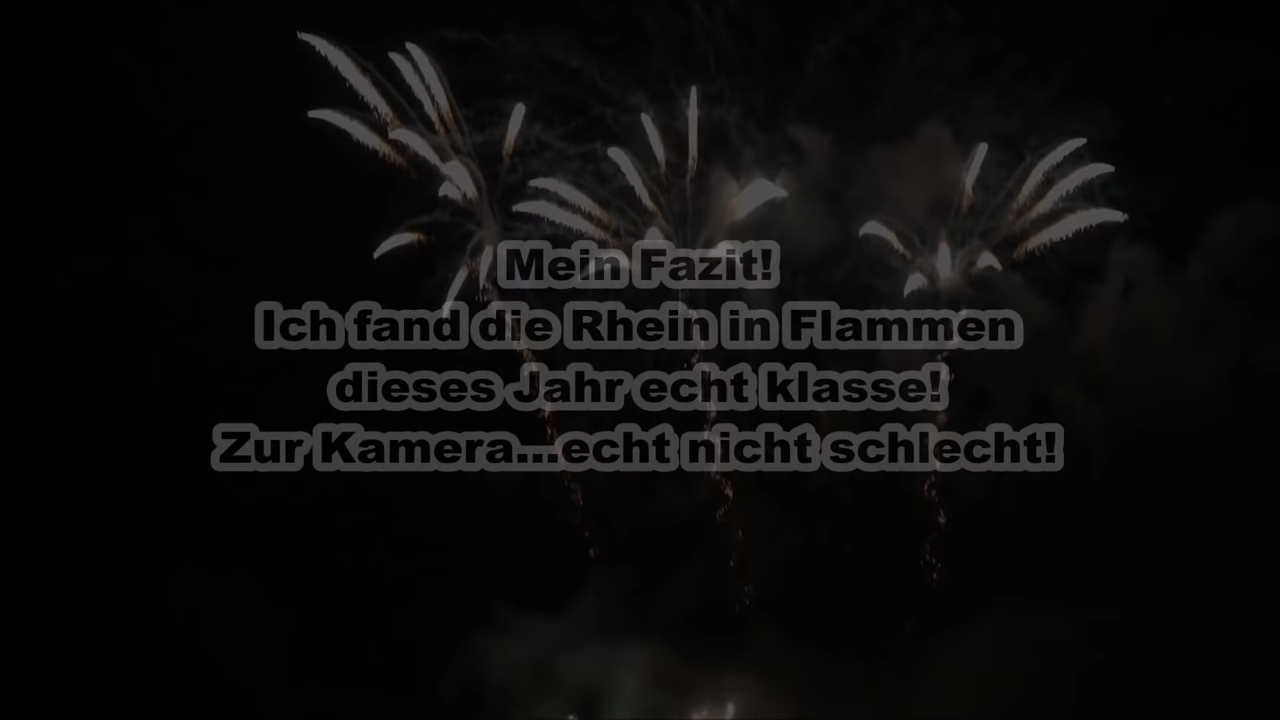 Mein Fazit!
Ich fand die Rhein in Flammen
dieses Jahr echt klasse!
Zur Kamera...echt nicht schlecht!